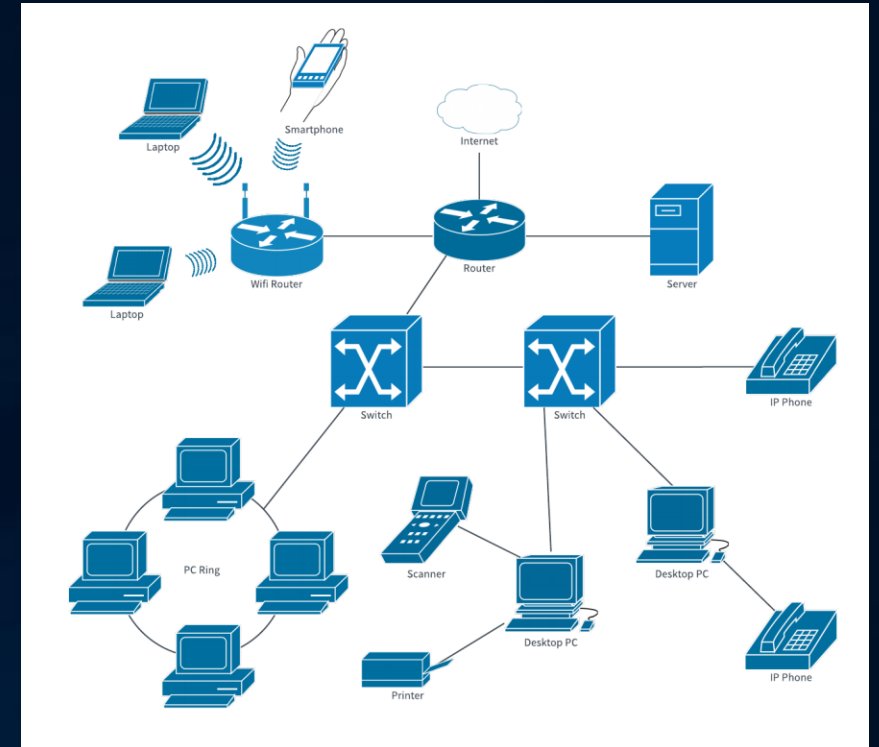 Smartphone
Laptop
Internet
Laptop
Wifi Router
Router
Server
Switch
Switch
IP Phone
PC Ring
Scanner
Desktop PC
Desktop PC
Printer
IP Phone